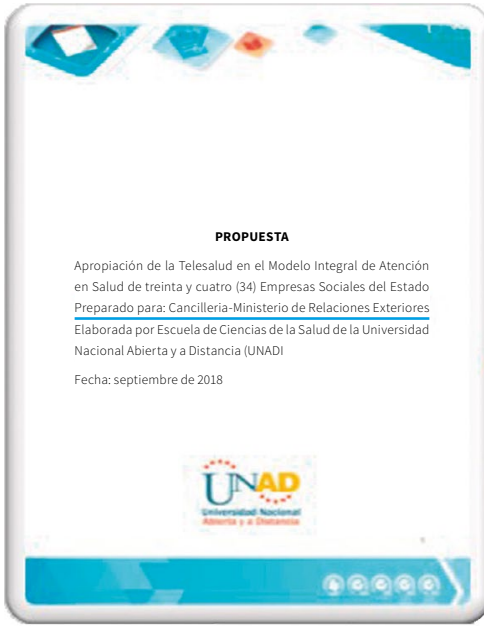 PROPUESTA
Apropiación de la Telesalud en el Modelo Integral de Atención
en Salud de treinta y cuatro (34) Empresas Sociales del Estado
Preparado para: Cancilleria-Ministerio de Relaciones Exteriores
Elaborada por Escuela de Ciencias de la Salud de la Universidad
Nacional Abierta y a Distancia (UNADI
Fecha: septiembre de 2018
UNAD
Universidad Nacional
Abierta y a Distancia